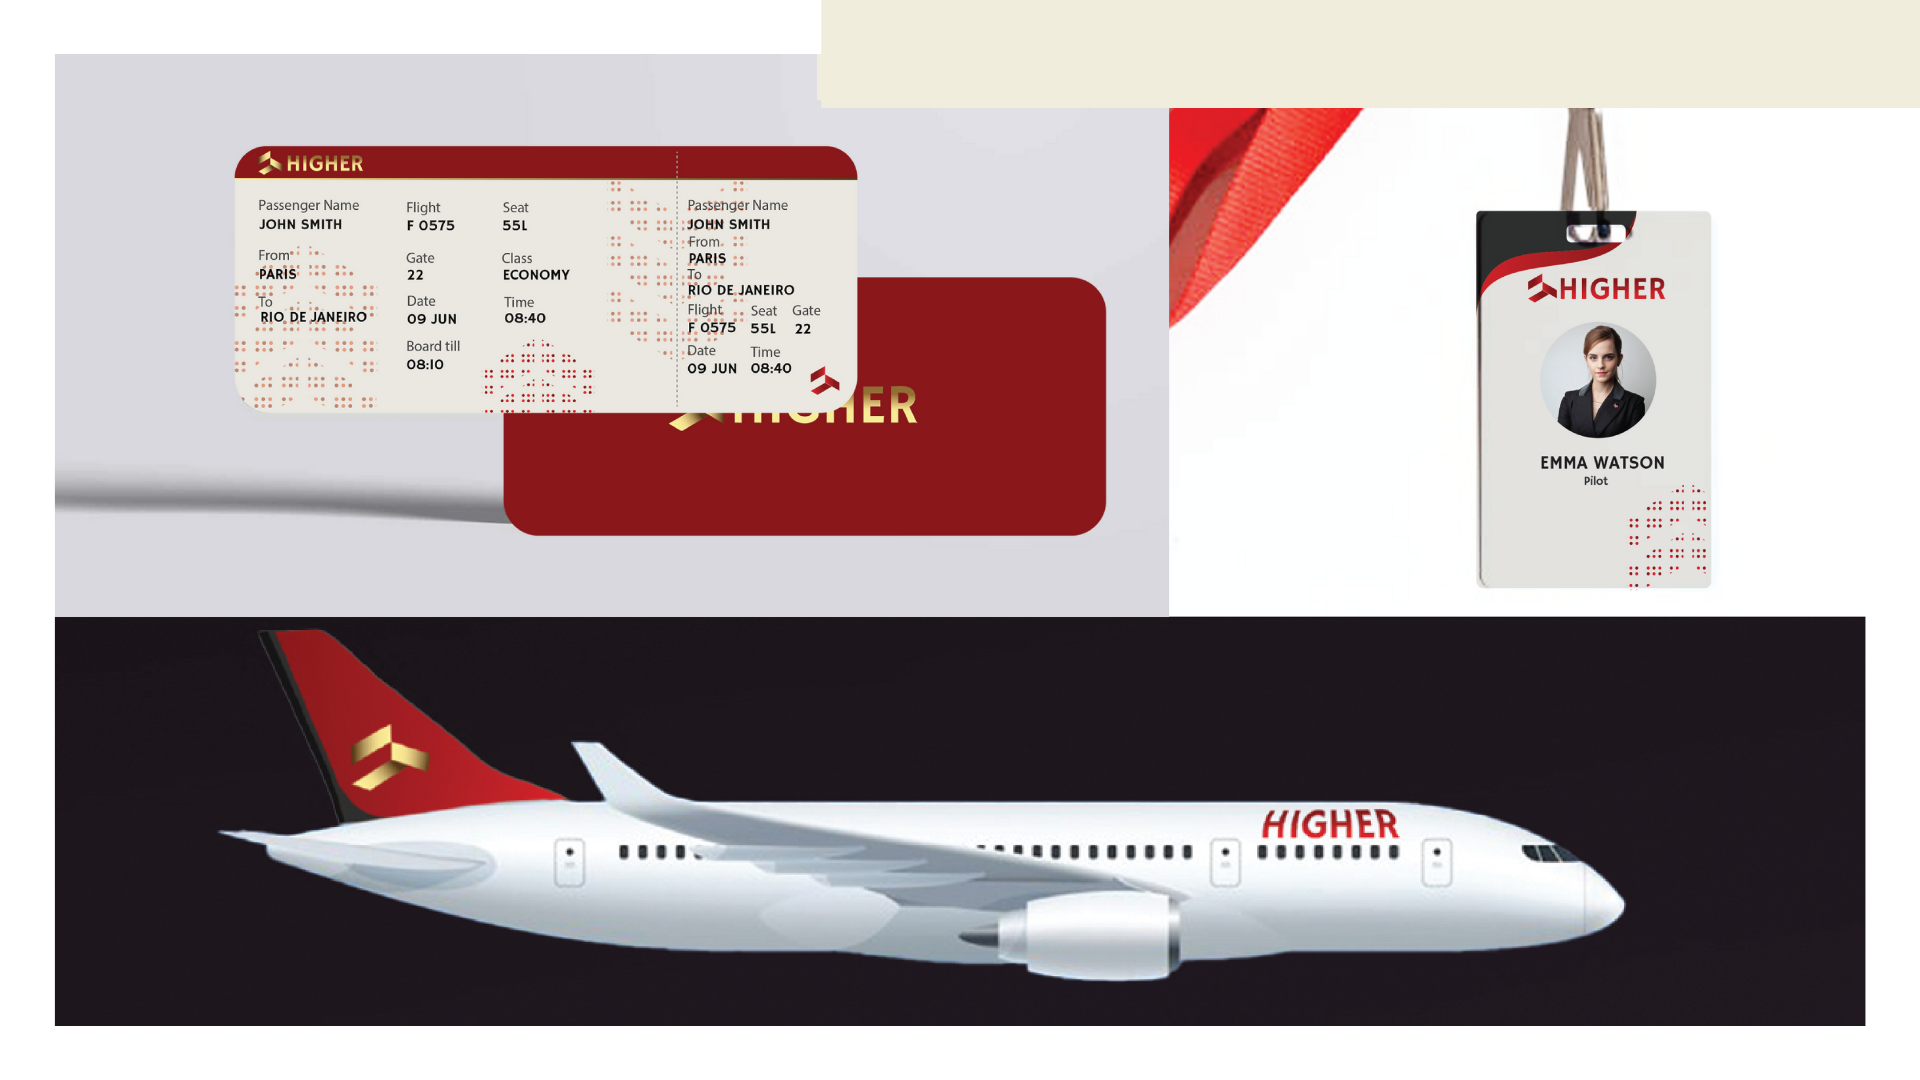 HIGHER
Passenger Name
JOHN SMITH
From
PARIS
To
RIO DE JANEIRO
Flight
F 0575
Gate
22
Date
09 JUN
Board till
08:10
Seat
55L
Class
ECONOMY
Time
08:40
Passenger Name
JOHN SMITH
From
PARIS
To
RIO DE JANEIRO
Flight Seat Gate
F 0575 55L 22
Date Time
09 JUN 08:40
HIGHER
HIGHER
EMMA WATSON
Pilot
HIGHER